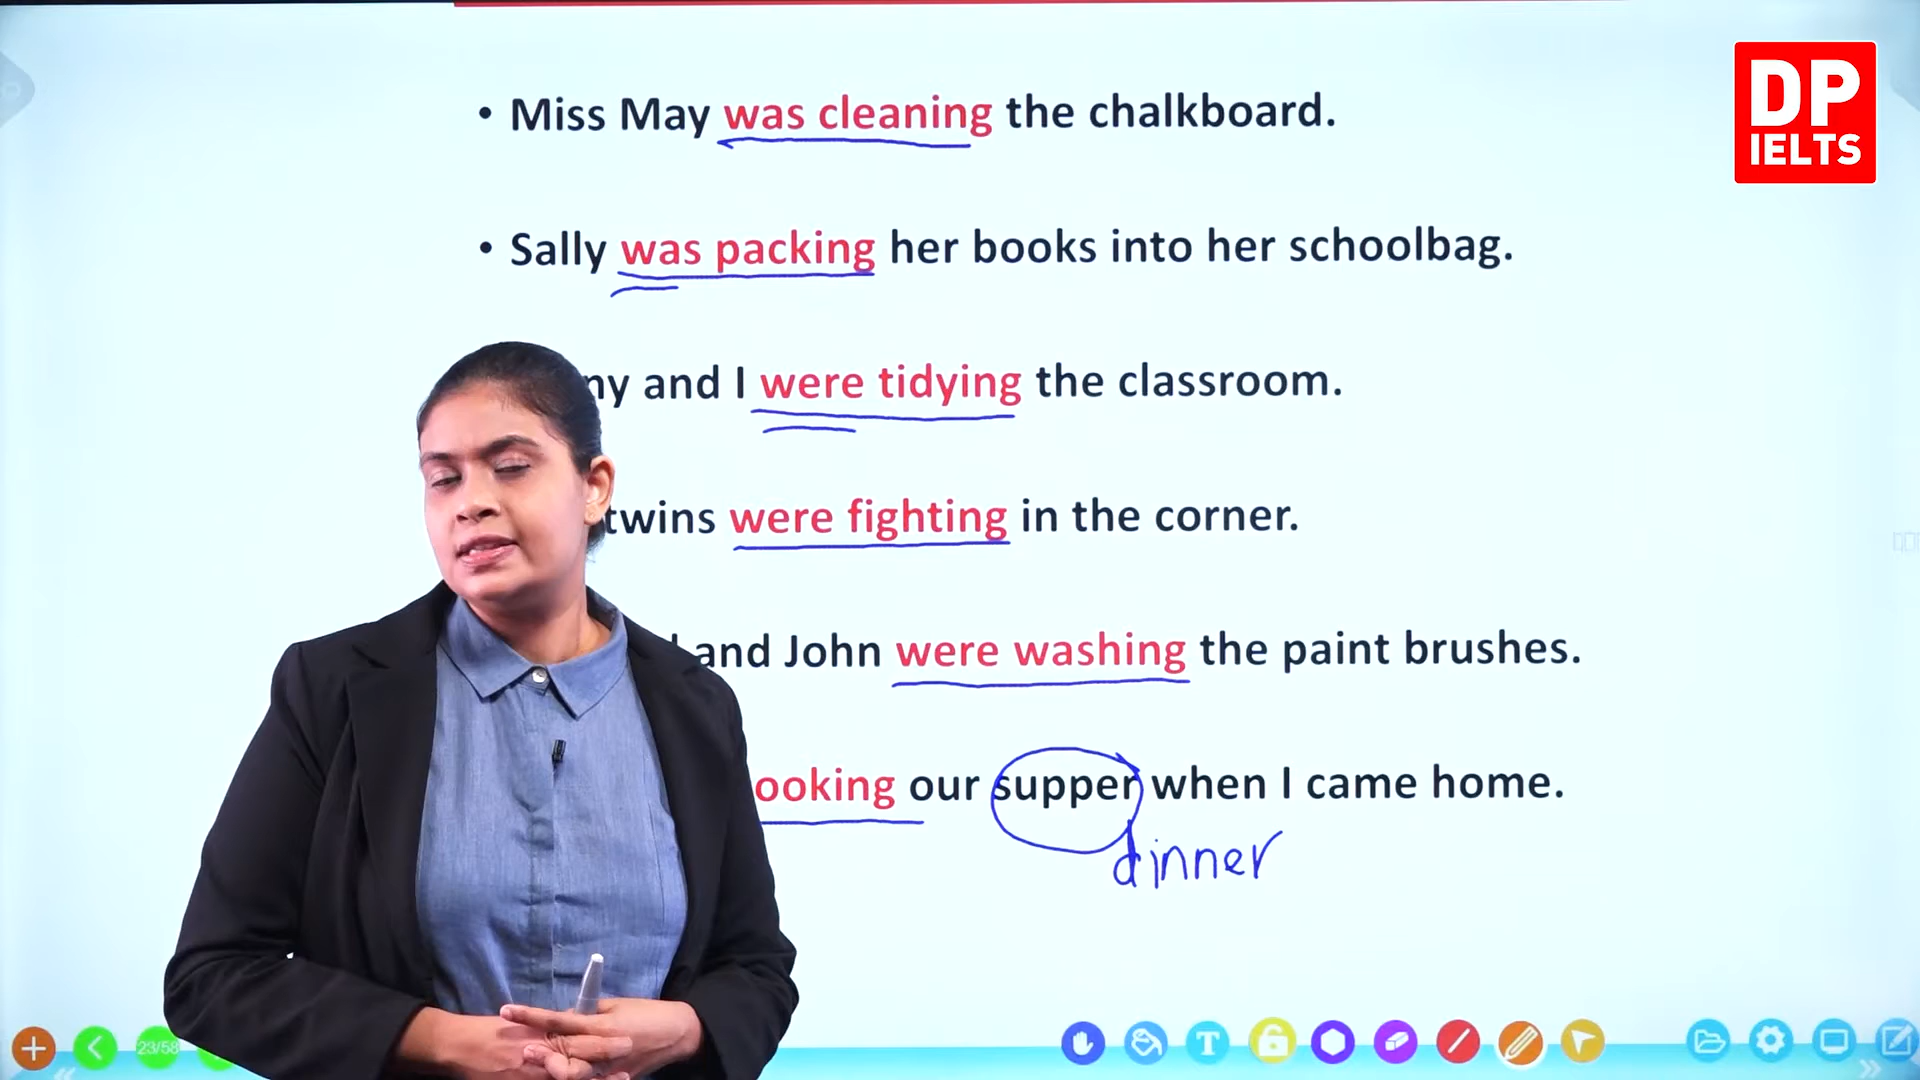 DP
IELTS
• Miss May was cleaning the chalkboard.
• Sally was packing her books into her schoolbag.
and I were tidying the classroom.
twins were fighting in the corner.
and John were washing the paint brushes.
our supper when I came home.
dinner
23/58
T